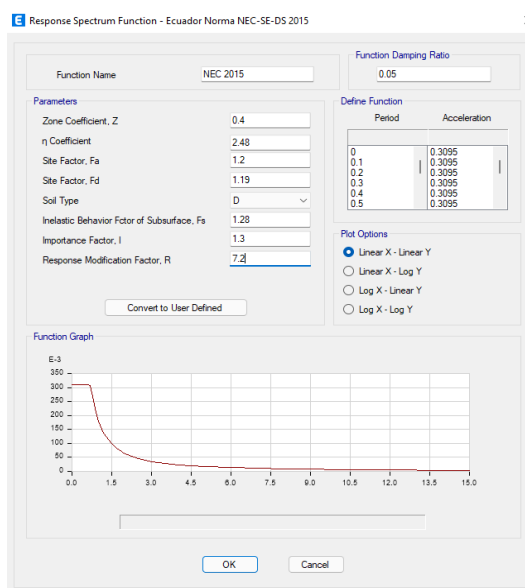 E Response Spectrum Function - Ecuador Norma NEC-SE-DS 2015
Function Name NEC 2015
Function Damping Ratio
0.05
Parameters
Zone Coefficient, Z 0.4
η Coefficient 2.48
Site Factor, Fa 1.2
Site Factor, Fd 1.19
Soil Type D
Inelastic Behavior Fctor of Subsurface, Fs 1.28
Importance Factor, I 1.3
Response Modification Factor, R 7.2
Convert to User Defined
Define Function
Period Acceleration
0 0.3095
0.1 0.3095
0.2 0.3095
0.3 0.3095
0.4 0.3095
0.5 0.3095
Plot Options
Linear X - Linear Y
Linear X - Log Y
Log X - Linear Y
Log X - Log Y
Function Graph
E-3
350
300
250
200
150
100
50
0
0.0 1.5 3.0 4.5 6.0 7.5 9.0 10.5 12.0 13.5 15.0
OK Cancel